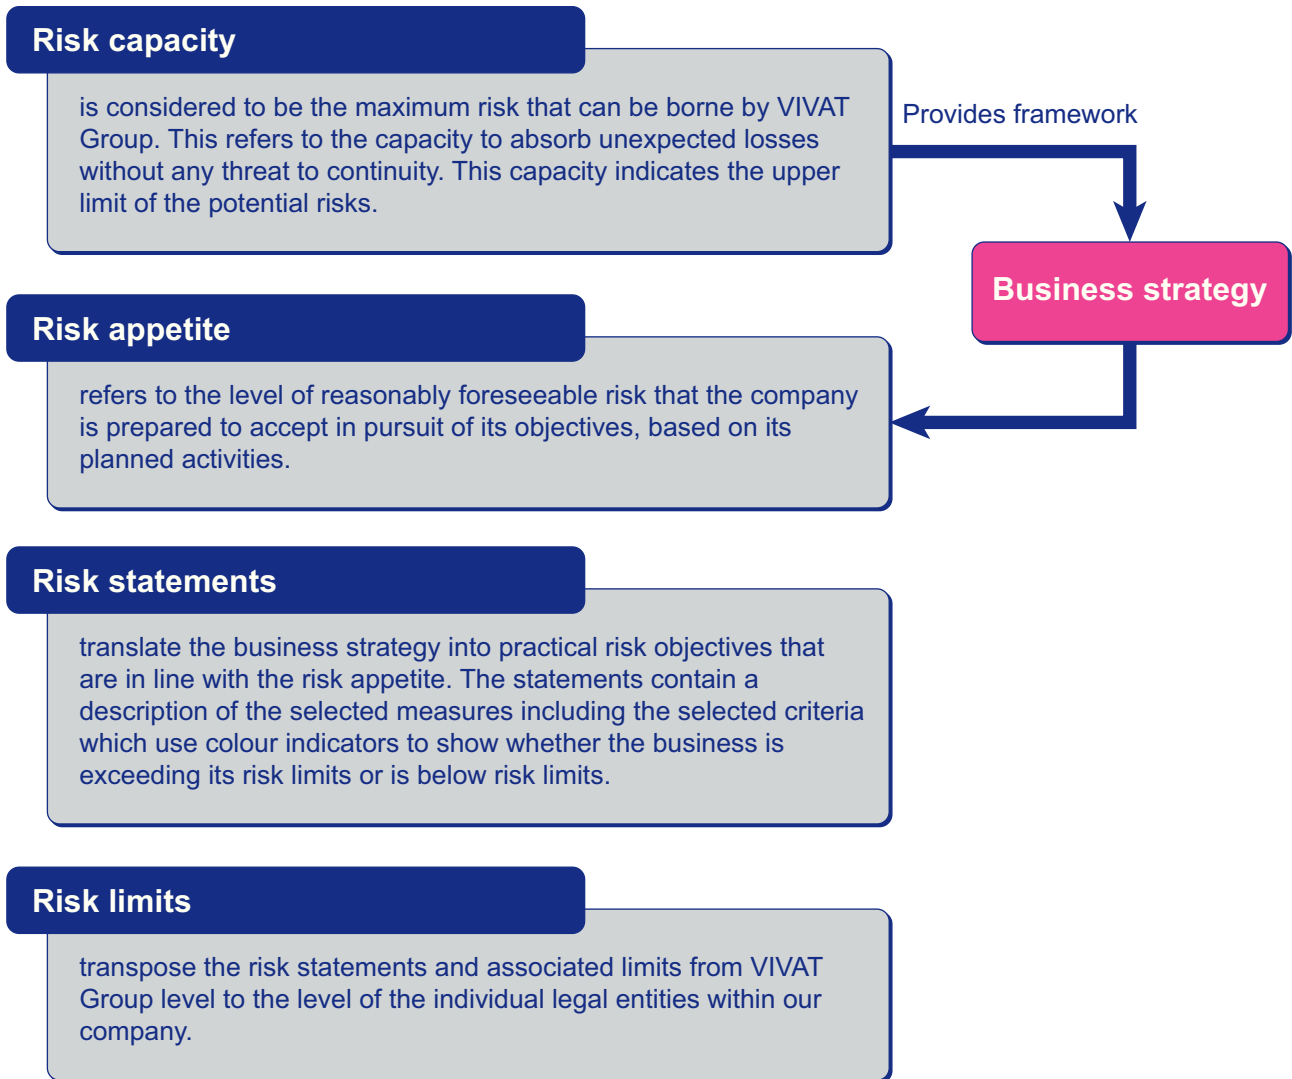 Risk capacity
is considered to be the maximum risk that can be borne by VIVAT
Group. This refers to the capacity to absorb unexpected losses
without any threat to continuity. This capacity indicates the upper
limit of the potential risks.
Provides framework
Business strategy
Risk appetite
refers to the level of reasonably foreseeable risk that the company
is prepared to accept in pursuit of its objectives, based on its
planned activities.
Risk statements
translate the business strategy into practical risk objectives that
are in line with the risk appetite. The statements contain a
description of the selected measures including the selected criteria
which use colour indicators to show whether the business is
exceeding its risk limits or is below risk limits.
Risk limits
transpose the risk statements and associated limits from VIVAT
Group level to the level of the individual legal entities within our
company.